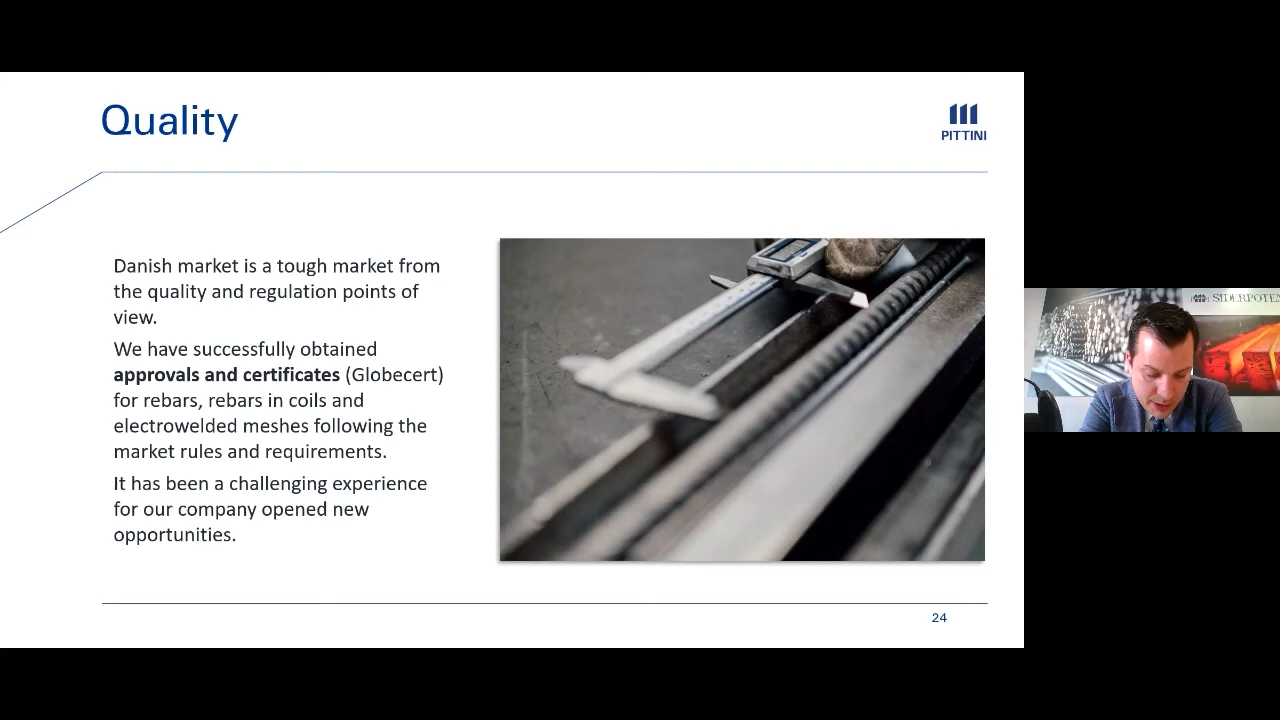 Quality
PITTINI
Danish market is a tough market from
the quality and regulation points of
view.
We have successfully obtained
approvals and certificates (Globecert)
for rebars, rebars in coils and
electrowelded meshes following the
market rules and requirements.
It has been a challenging experience
for our company opened new
opportunities.
24